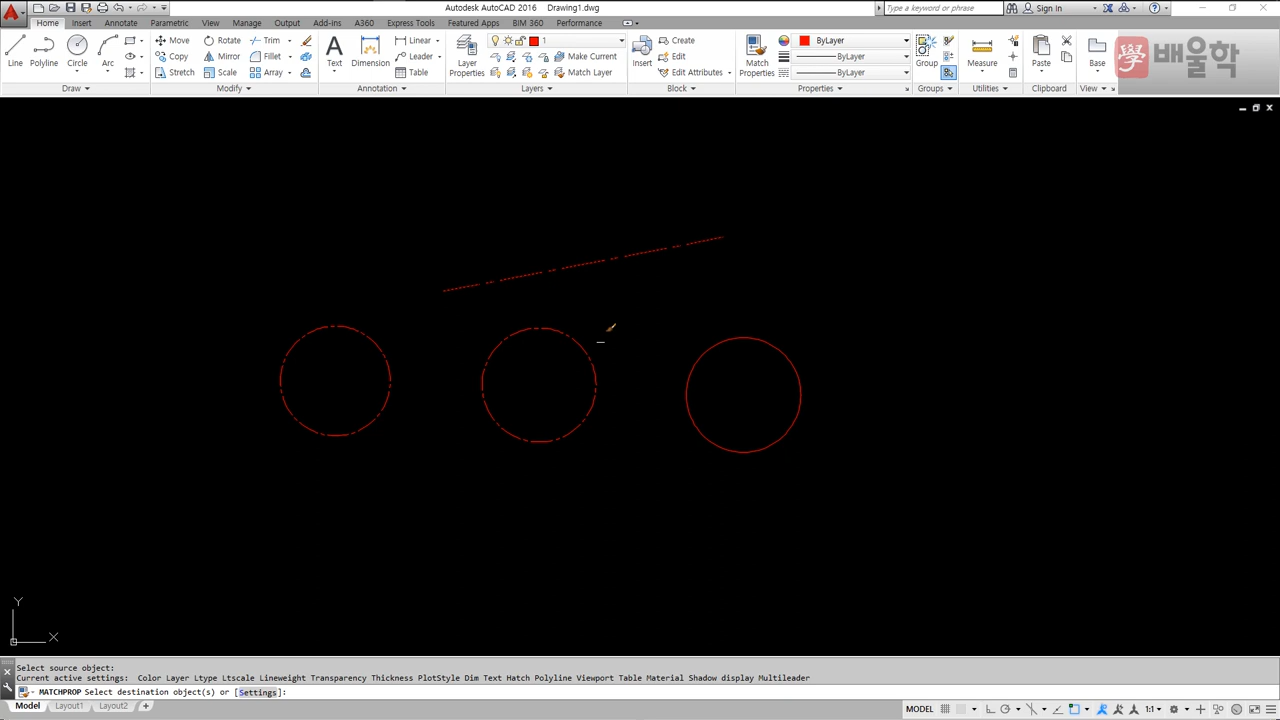 Autodesk AutoCAD 2016 Drawing1.dwg
Type a keyword or phrase
Sign In
Home Insert Annotate Parametric View Manage Output Add-ins A360 Express Tools Featured Apps BIM 360 Performance
Line
Polyline
Circle
Arc
Draw
Move
Rotate
Trim
Copy
Mirror
Fillet
Stretch
Scale
Array
Modify
Text
Dimension
Linear
Leader
Table
Annotation
Layer
Properties
1
Make Current
Match Layer
Layers
Insert
Create
Edit
Edit Attributes
Block
Match
Properties
ByLayer
ByLayer
ByLayer
Properties
Group
Groups
Measure
Utilities
Paste
Clipboard
Base
View
學 배울학
Y
X
Select source object:
Current active settings: Color Layer Ltype Ltscale Lineweight Transparency Thickness PlotStyle Dim Text Hatch Polyline Viewport Table Material Shadow display Multileader
MATCHPROP Select destination object(s) or [Settings]:
Model Layout1 Layout2 +
MODEL
1:1